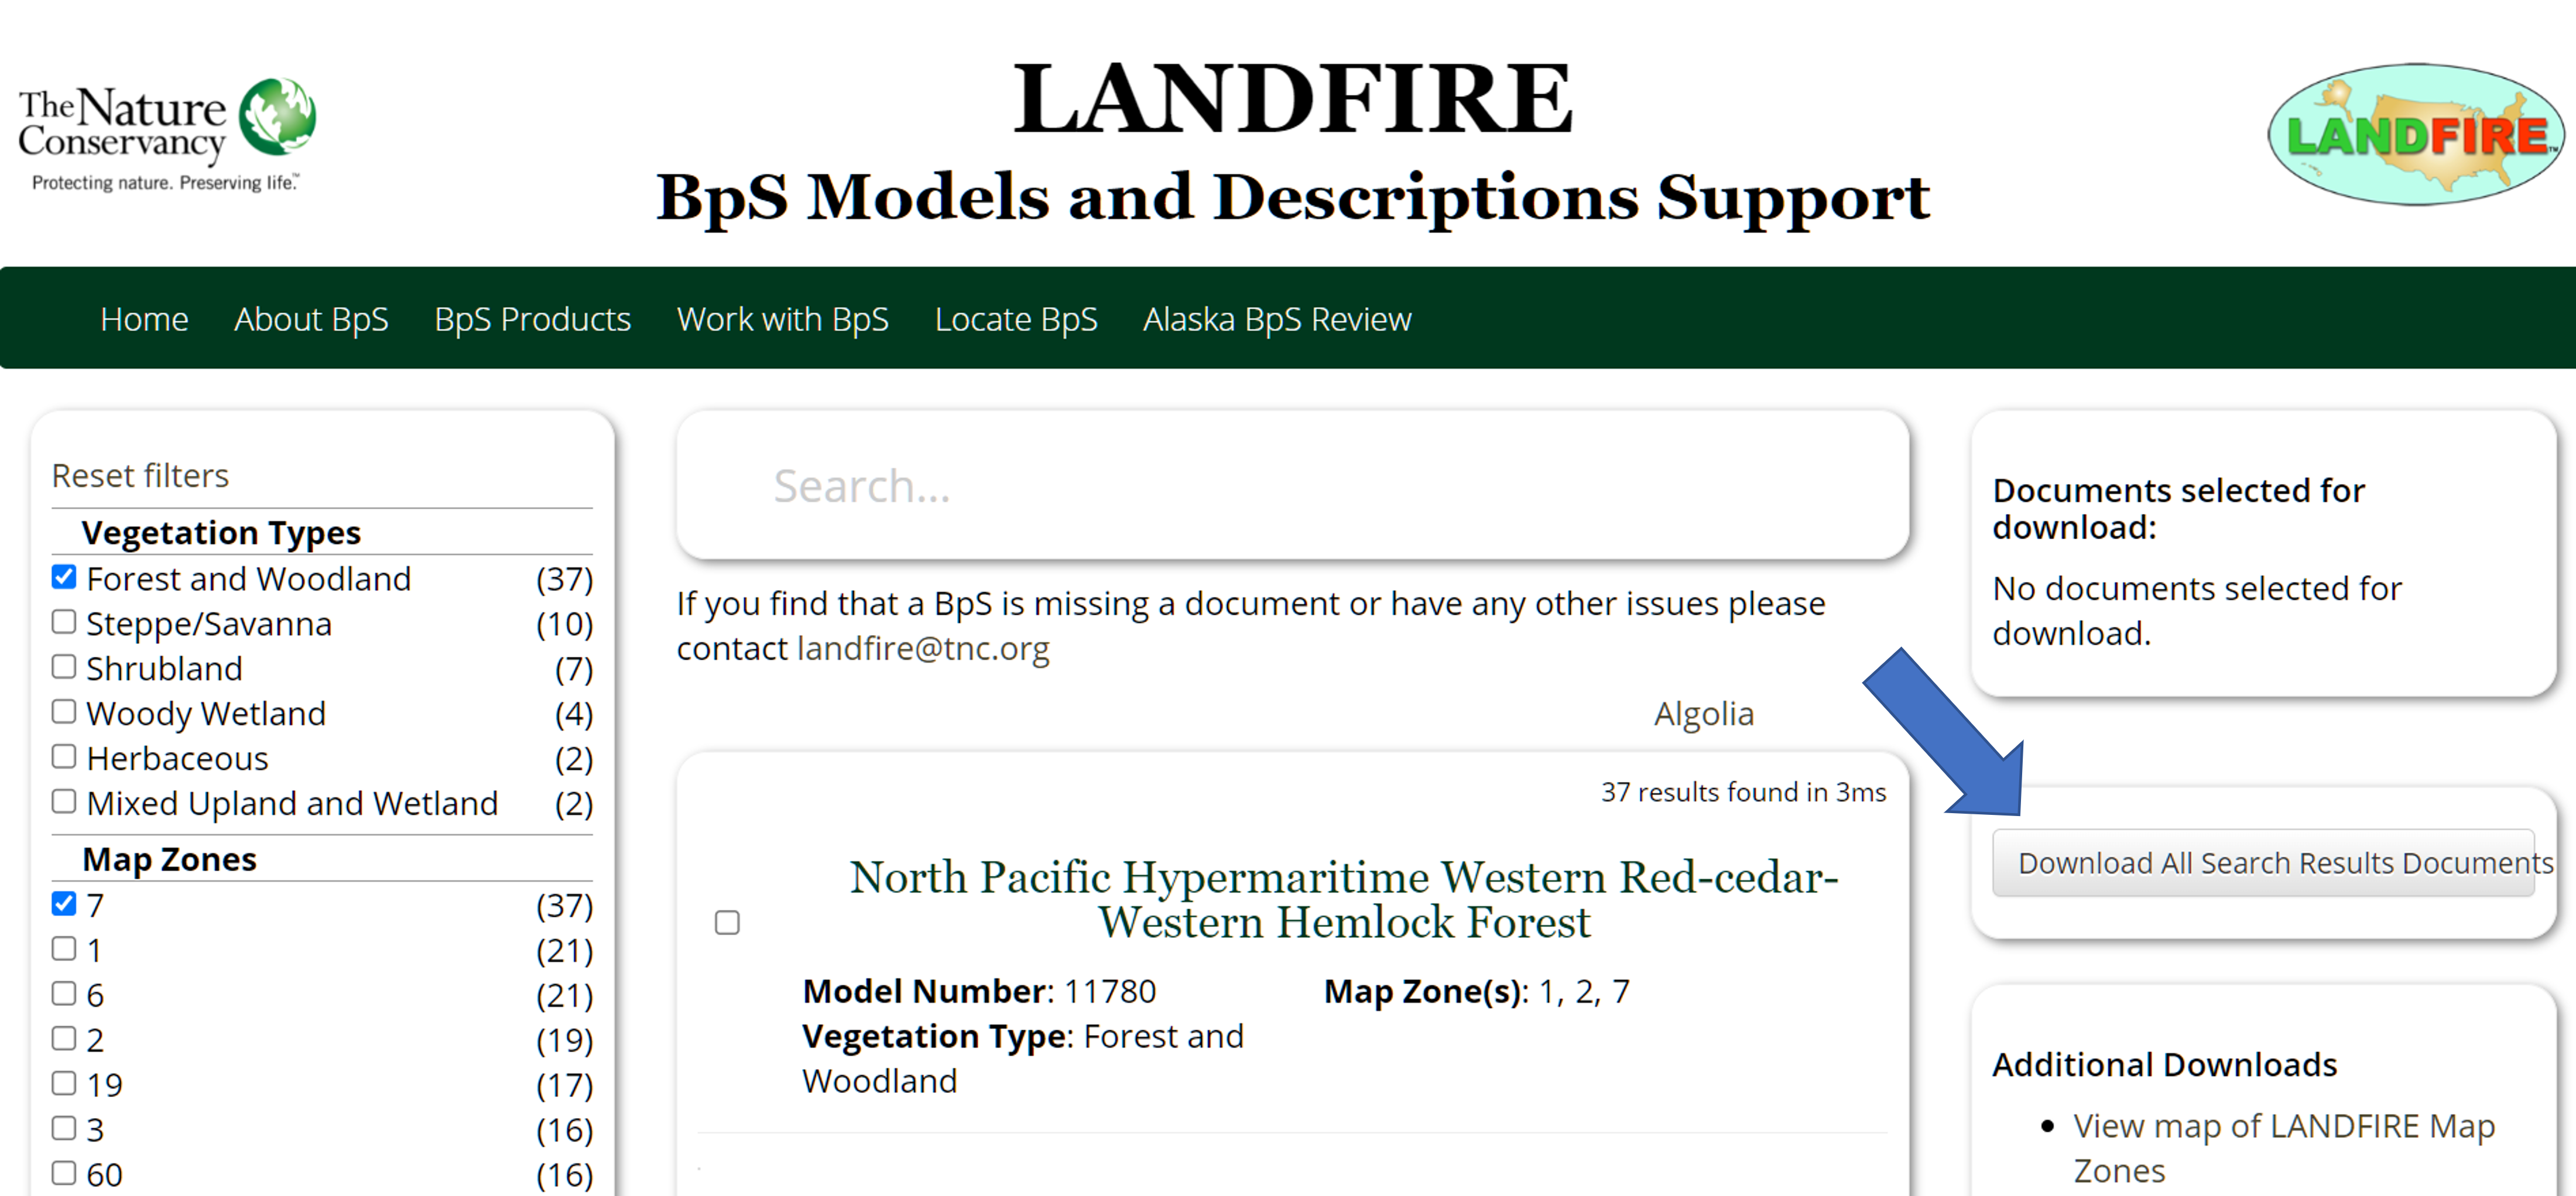 The Nature
Conservancy
Protecting nature. Preserving life.™
LANDFIRE
BpS Models and Descriptions Support
LANDFIRE™
Home About BpS BpS Products Work with BpS Locate BpS Alaska BpS Review
Reset filters
Vegetation Types
Forest and Woodland (37)
Steppe/Savanna (10)
Shrubland (7)
Woody Wetland (4)
Herbaceous (2)
Mixed Upland and Wetland (2)
Map Zones
7 (37)
1 (21)
6 (21)
2 (19)
19 (17)
3 (16)
60 (16)
Search...
If you find that a BpS is missing a document or have any other issues please
contact landfire@tnc.org
Algolia
37 results found in 3ms
North Pacific Hypermaritime Western Red-cedar-
Western Hemlock Forest
Model Number: 11780 Map Zone(s): 1, 2, 7
Vegetation Type: Forest and
Woodland
Documents selected for
download:
No documents selected for
download.
Download All Search Results Documents
Additional Downloads
• View map of LANDFIRE Map
Zones